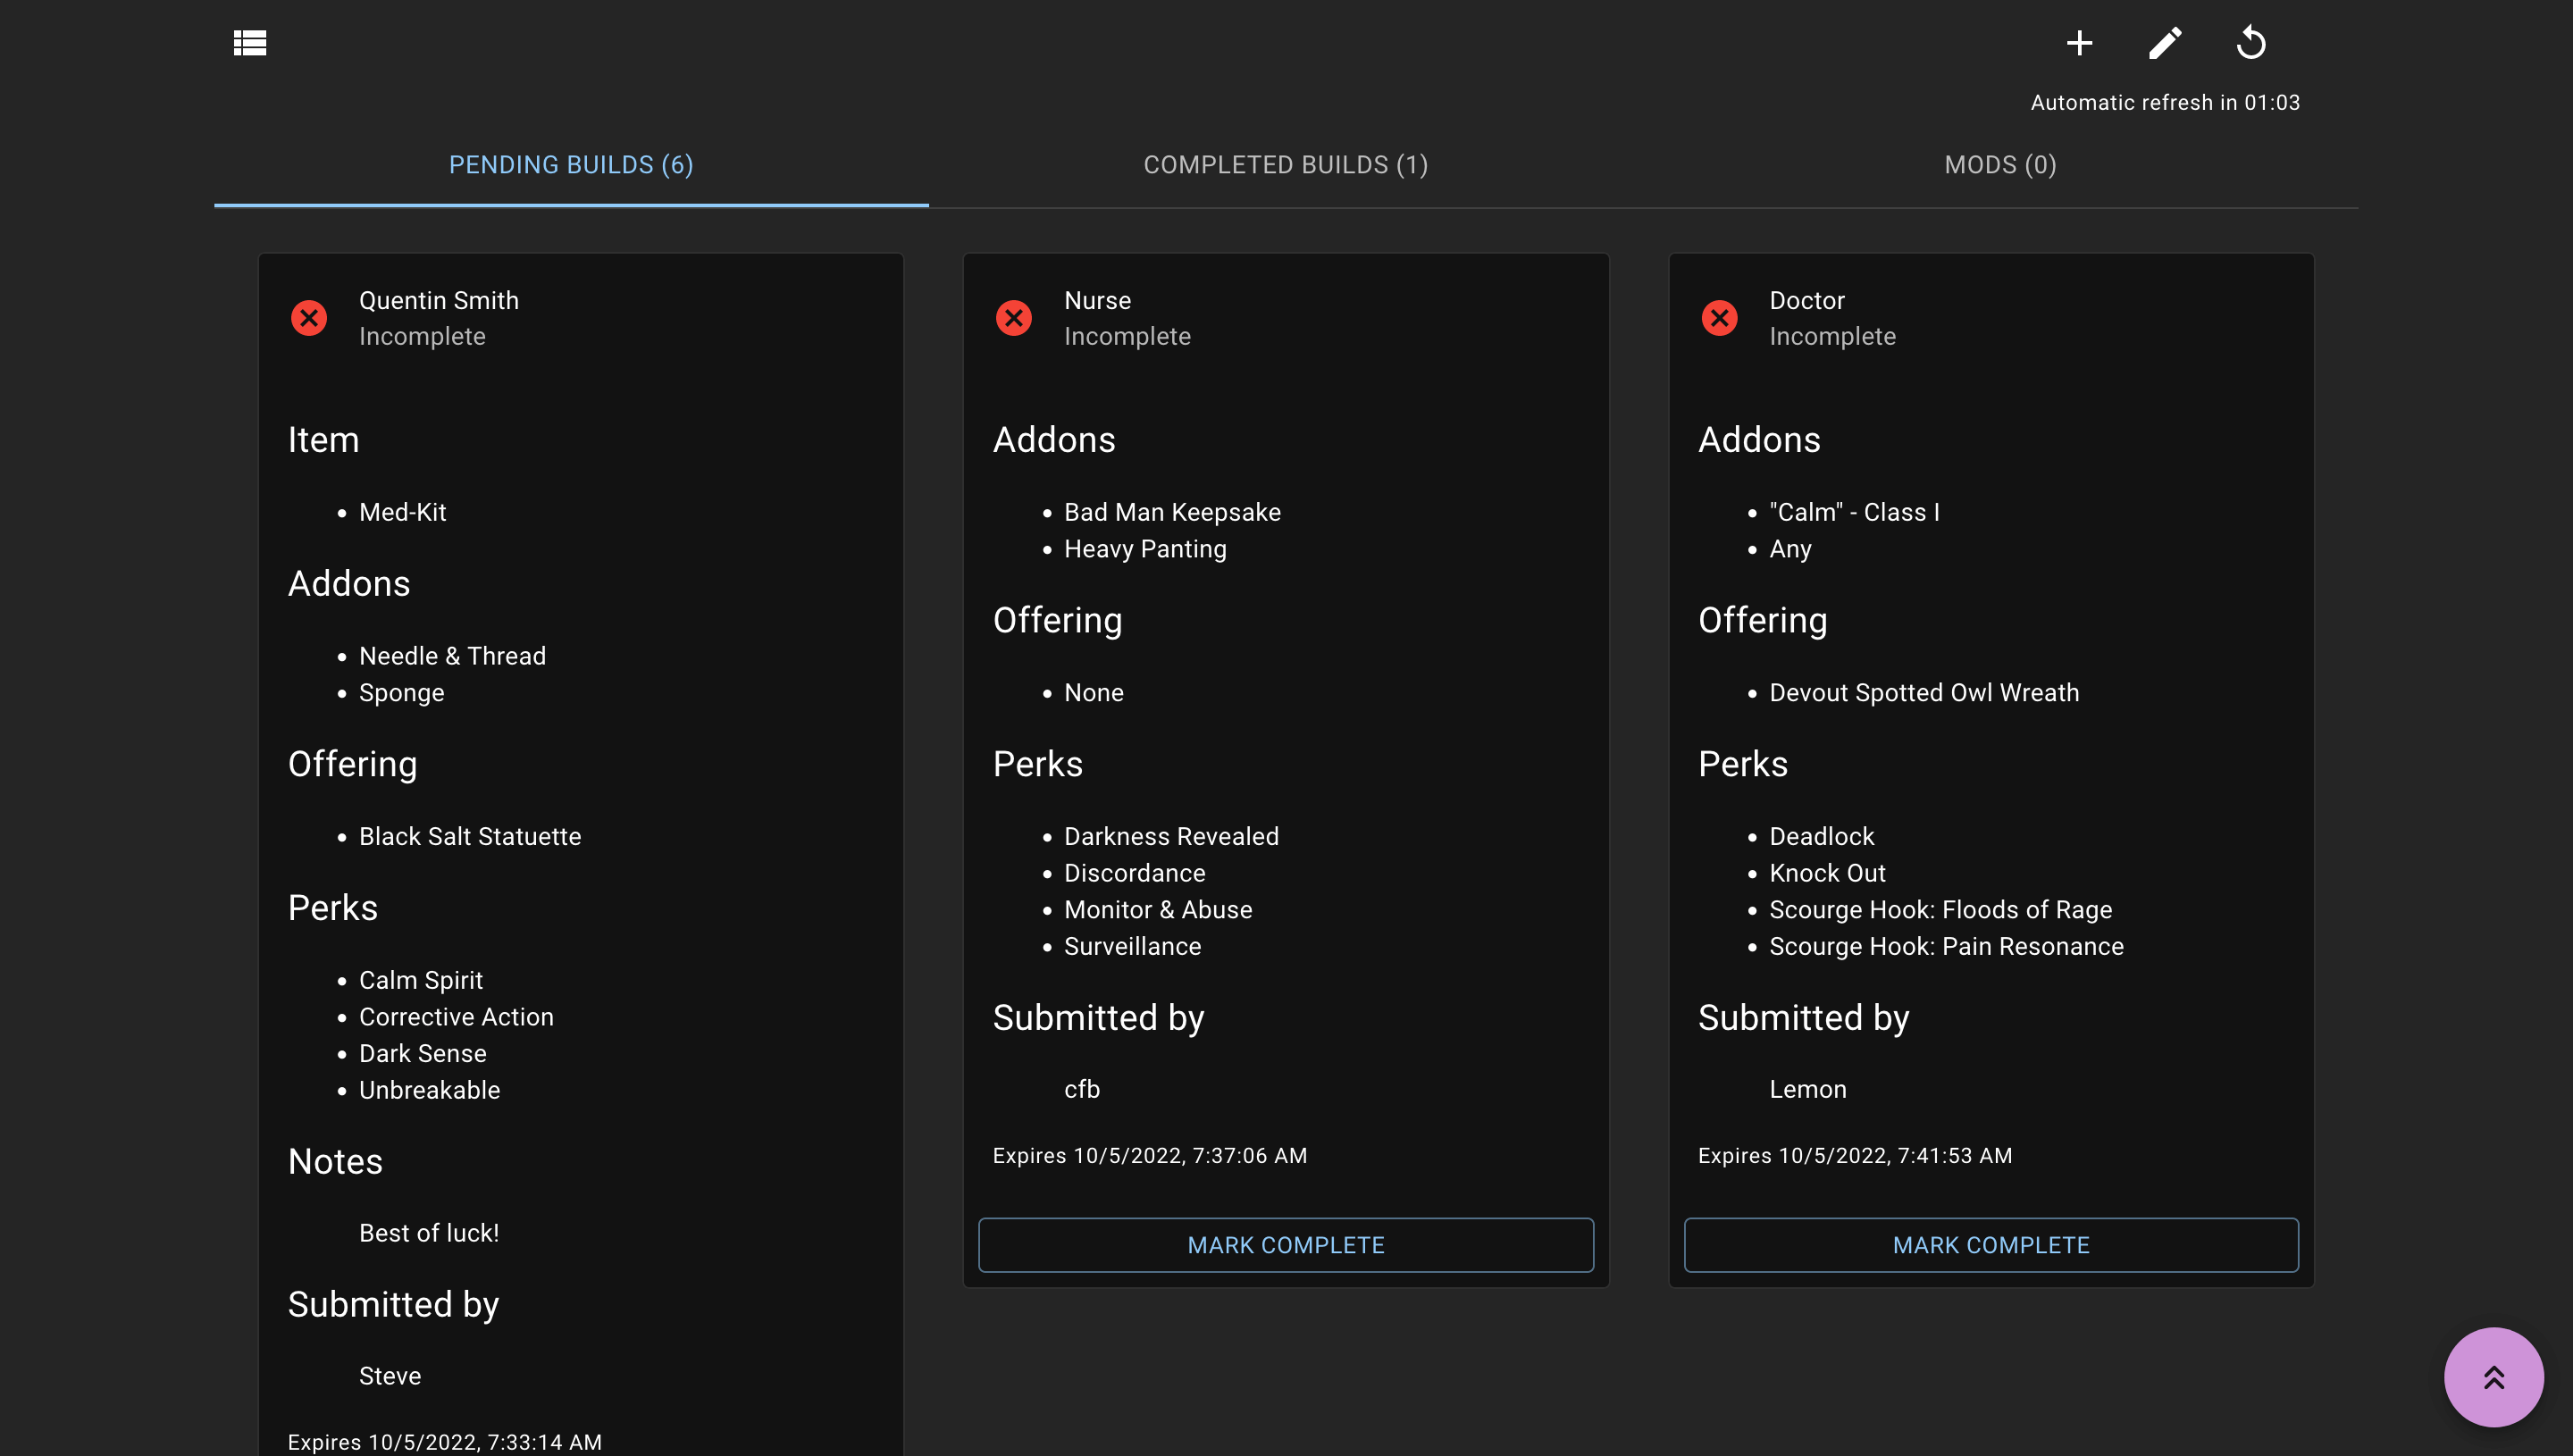 Automatic refresh in 01:03
PENDING BUILDS (6)
COMPLETED BUILDS (1)
MODS (0)
Quentin Smith
Incomplete
Item
Med-Kit
Addons
Needle & Thread
Sponge
Offering
Black Salt Statuette
Perks
Calm Spirit
Corrective Action
Dark Sense
Unbreakable
Notes
Best of luck!
Submitted by
Steve
Expires 10/5/2022, 7:33:14 AM
Nurse
Incomplete
Addons
Bad Man Keepsake
Heavy Panting
Offering
None
Perks
Darkness Revealed
Discordance
Monitor & Abuse
Surveillance
Submitted by
cfb
Expires 10/5/2022, 7:37:06 AM
MARK COMPLETE
Doctor
Incomplete
Addons
"Calm" - Class I
Any
Offering
Devout Spotted Owl Wreath
Perks
Deadlock
Knock Out
Scourge Hook: Floods of Rage
Scourge Hook: Pain Resonance
Submitted by
Lemon
Expires 10/5/2022, 7:41:53 AM
MARK COMPLETE